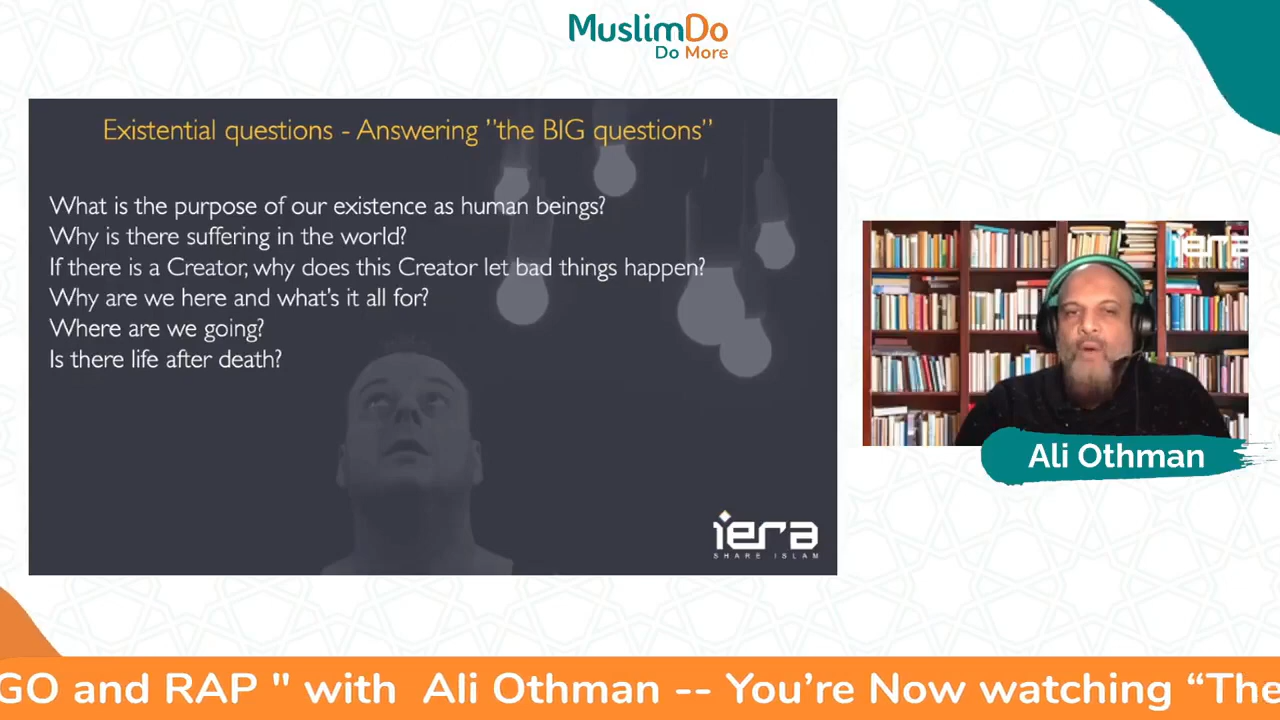 MuslimDo
Do More
Existential questions - Answering ”the BIG questions”
What is the purpose of our existence as human beings?
Why is there suffering in the world?
If there is a Creator, why does this Creator let bad things happen?
Why are we here and what’s it all for?
Where are we going?
Is there life after death?
iera
SHARE ISLAM
Ali Othman
GO and RAP " with Ali Othman -- You’re Now watching “The